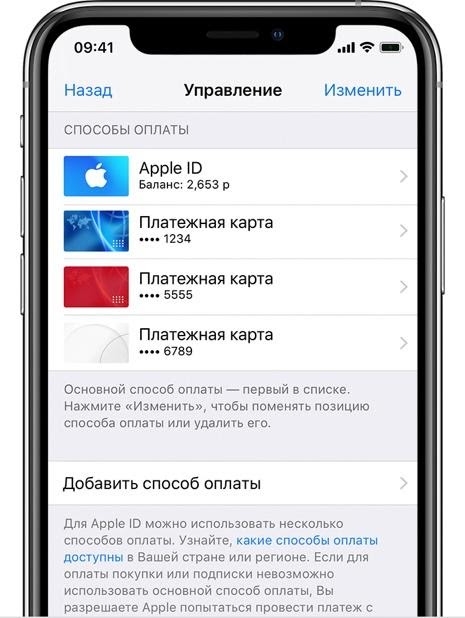 09:41
Назад Управление Изменить
СПОСОБЫ ОПЛАТЫ
Apple ID
Баланс: 2,653 р
Платежная карта
•••• 1234
Платежная карта
•••• 5555
Платежная карта
•••• 6789
Основной способ оплаты — первый в списке.
Нажмите «Изменить», чтобы поменять позицию
способа оплаты или удалить его.
Добавить способ оплаты
Для Apple ID можно использовать несколько
способов оплаты. Узнайте, какие способы оплаты
доступны в Вашей стране или регионе. Если для
оплаты покупки или подписки невозможно
использовать основной способ оплаты, Вы
разрешаете Apple попытаться провести платеж с